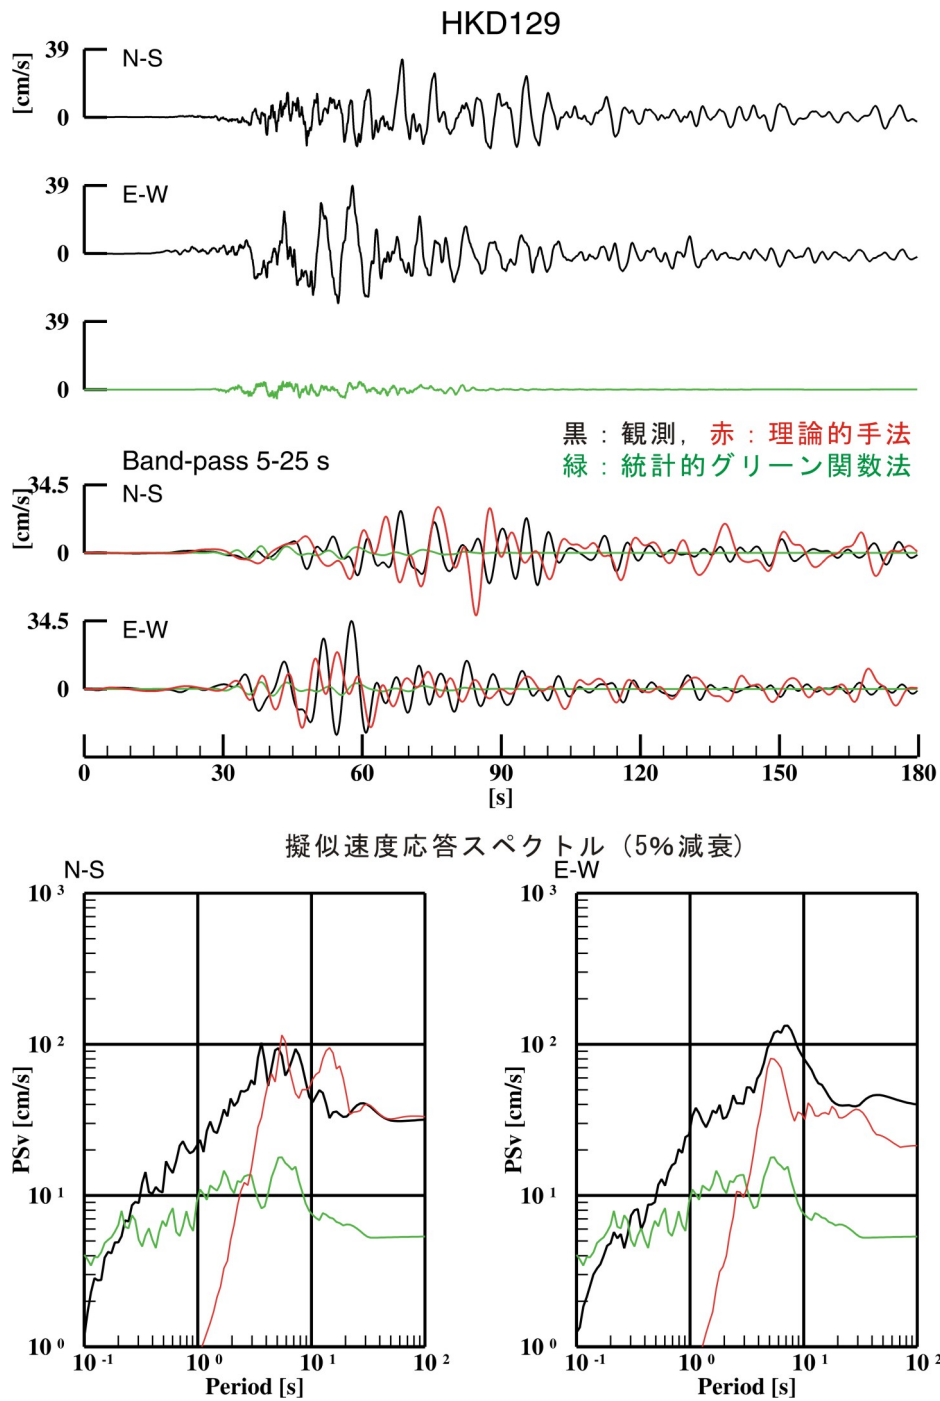 HKD129
39
N-S
[cm/s]
0
39
E-W
0
39
0
黒：観測，赤：理論的手法
緑：統計的グリーン関数法
Band-pass 5-25 s
34.5
N-S
[cm/s]
0
34.5
E-W
0
0 30 60 90 120 150 180
[s]
擬似速度応答スペクトル（5%減衰）
N-S
E-W
10 3
10 3
10 2
10 2
PSv [cm/s]
PSv [cm/s]
10 1
10 1
10 0
10 0
10 -1 10 0 10 1 10 2
10 -1 10 0 10 1 10 2
Period [s]
Period [s]